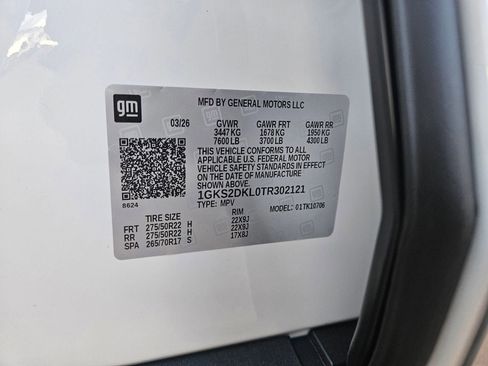 gm
MFD BY GENERAL MOTORS LLC
03/26 GVWR GAWR FRT GAWR RR
3447 KG 1678 KG 1950 KG
7600 LB 3700 LB 4300 LB
THIS VEHICLE CONFORMS TO ALL
APPLICABLE U.S. FEDERAL MOTOR
VEHICLE SAFETY STANDARDS IN EFFECT
ON THE DATE OF MANUFACTURE
SHOWN ABOVE.
1GKS2DKL0TR302121
8624 TYPE: MPV MODEL: 01TK10706
TIRE SIZE RIM
FRT 275/50R22 H 22X9J
RR 275/50R22 H 22X9J
SPA 265/70R17 S 17X8J